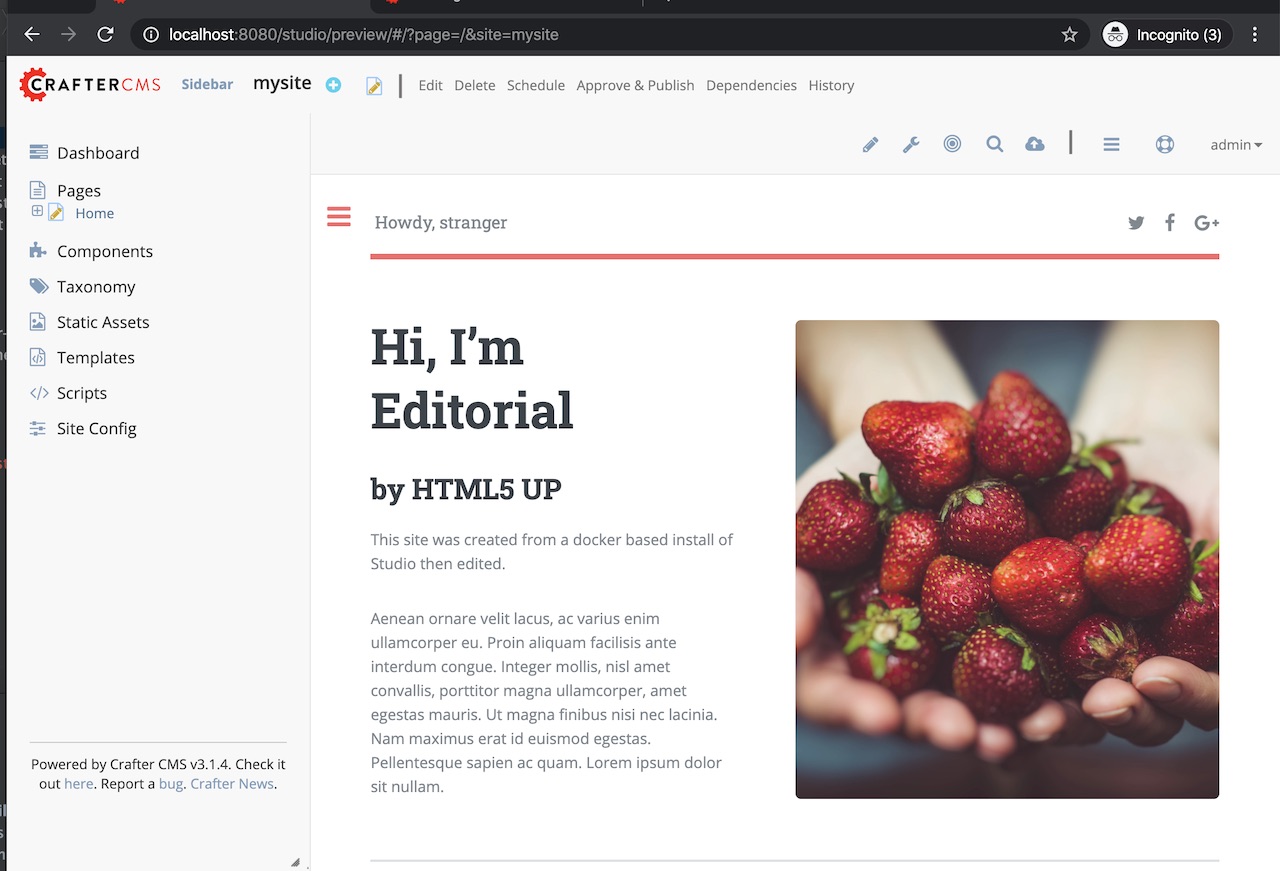 localhost:8080/studio/preview/#/?page=/&site=mysite
Incognito (3)
CRAFTERCMS Sidebar mysite Edit Delete Schedule Approve & Publish Dependencies History
admin
Dashboard
Pages
Home
Components
Taxonomy
Static Assets
Templates
Scripts
Site Config
Powered by Crafter CMS v3.1.4. Check it
out here. Report a bug. Crafter News.
Howdy, stranger
Hi, I’m
Editorial
by HTML5 UP
This site was created from a docker based install of
Studio then edited.
Aenean ornare velit lacus, ac varius enim
ullamcorper eu. Proin aliquam facilisis ante
interdum congue. Integer mollis, nisl amet
convallis, porttitor magna ullamcorper, amet
egestas mauris. Ut magna finibus nisi nec lacinia.
Nam maximus erat id euismod egestas.
Pellentesque sapien ac quam. Lorem ipsum dolor
sit nullam.